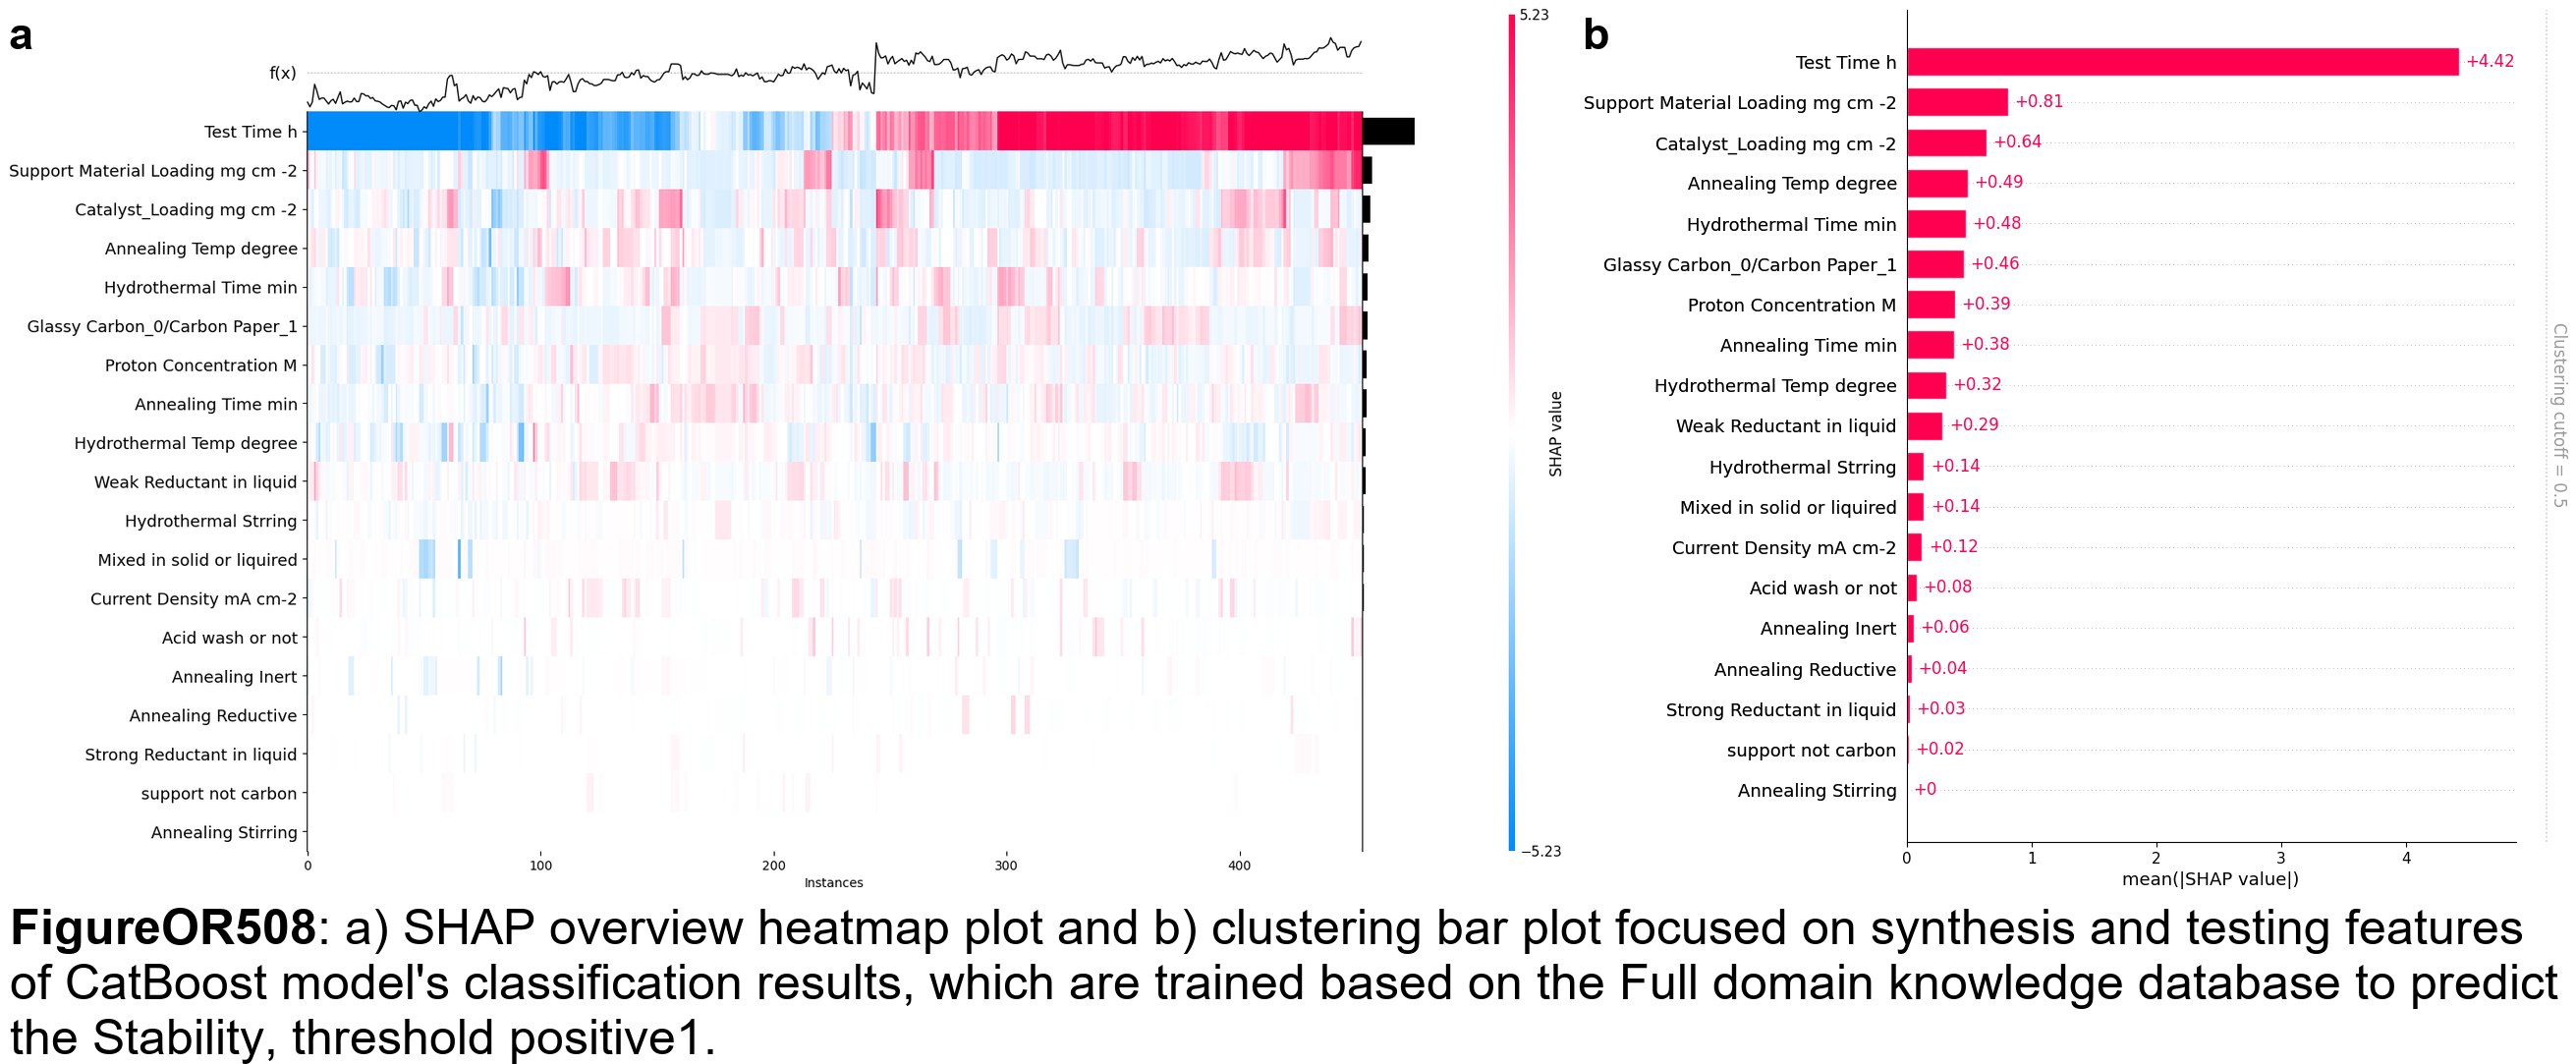 a
f(x)
Test Time h
Support Material Loading mg cm -2
Catalyst_Loading mg cm -2
Annealing Temp degree
Hydrothermal Time min
Glassy Carbon_0/Carbon Paper_1
Proton Concentration M
Annealing Time min
Hydrothermal Temp degree
Weak Reductant in liquid
Hydrothermal Strring
Mixed in solid or liquired
Current Density mA cm-2
Acid wash or not
Annealing Inert
Annealing Reductive
Strong Reductant in liquid
support not carbon
Annealing Stirring
0 100 200 300 400
Instances
5.23
SHAP value
−5.23
b
Test Time h +4.42
Support Material Loading mg cm -2 +0.81
Catalyst_Loading mg cm -2 +0.64
Annealing Temp degree +0.49
Hydrothermal Time min +0.48
Glassy Carbon_0/Carbon Paper_1 +0.46
Proton Concentration M +0.39
Annealing Time min +0.38
Hydrothermal Temp degree +0.32
Weak Reductant in liquid +0.29
Hydrothermal Strring +0.14
Mixed in solid or liquired +0.14
Current Density mA cm-2 +0.12
Acid wash or not +0.08
Annealing Inert +0.06
Annealing Reductive +0.04
Strong Reductant in liquid +0.03
support not carbon +0.02
Annealing Stirring +0
0 1 2 3 4
mean(|SHAP value|)
Clustering cutoff = 0.5
FigureOR508: a) SHAP overview heatmap plot and b) clustering bar plot focused on synthesis and testing features
of CatBoost model's classification results, which are trained based on the Full domain knowledge database to predict
the Stability, threshold positive1.